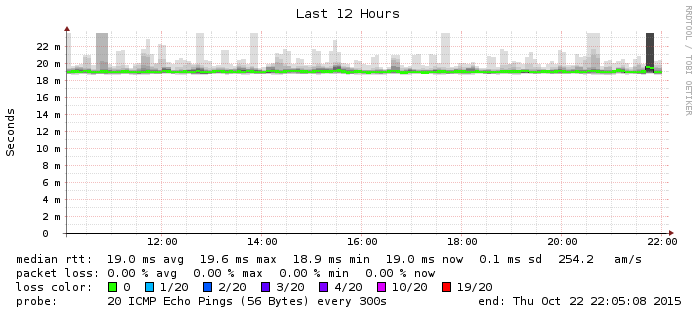 Last 12 Hours
RRDTOOL / TOBI OETIKER
Seconds
22 m
20 m
18 m
16 m
14 m
12 m
10 m
8 m
6 m
4 m
2 m
0
12:00 14:00 16:00 18:00 20:00 22:00
median rtt: 19.0 ms avg 19.6 ms max 18.9 ms min 19.0 ms now 0.1 ms sd 254.2 am/s
packet loss: 0.00 % avg 0.00 % max 0.00 % min 0.00 % now
loss color: 0 1/20 2/20 3/20 4/20 10/20 19/20
probe: 20 ICMP Echo Pings (56 Bytes) every 300s end: Thu Oct 22 22:05:08 2015